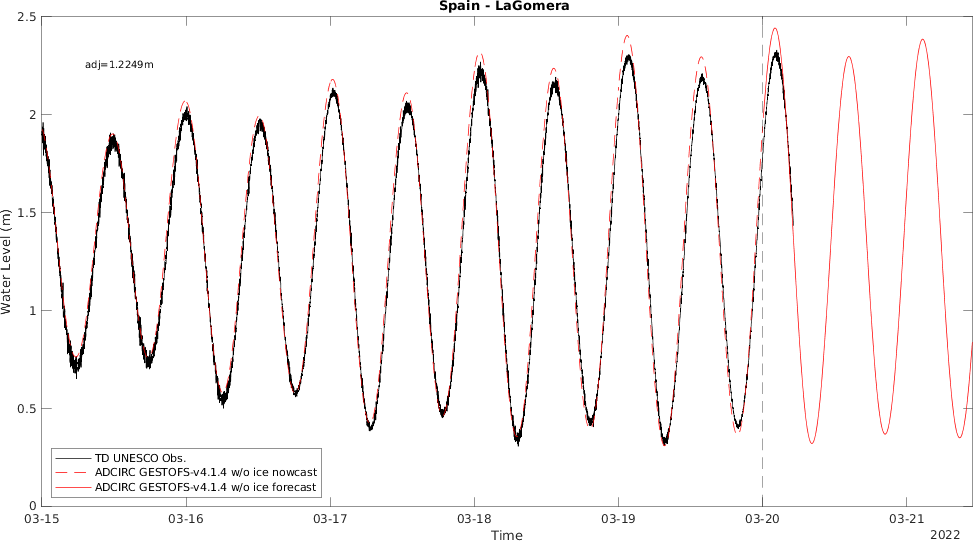 Spain - LaGomera
adj=1.2249m
Water Level (m)
2.5
2
1.5
1
0.5
0
TD UNESCO Obs.
ADCIRC GESTOFS-v4.1.4 w/o ice nowcast
ADCIRC GESTOFS-v4.1.4 w/o ice forecast
03-15 03-16 03-17 03-18 03-19 03-20 03-21
Time
2022